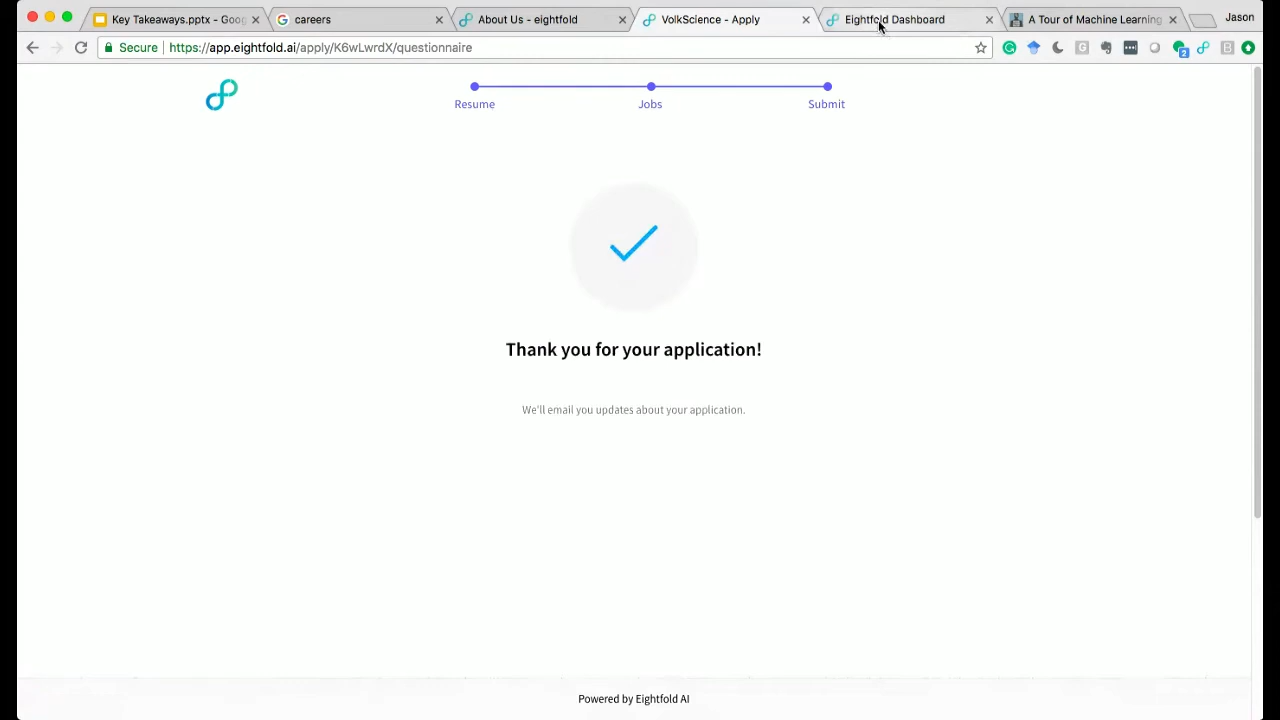 Key Takeaways.pptx - Goo
careers
About Us - eightfold
VolkScience - Apply
Eightfold Dashboard
A Tour of Machine Learning
Jason
Secure
https://app.eightfold.ai/apply/K6wLwrdX/questionnaire
2
Resume
Jobs
Submit
Thank you for your application!
We'll email you updates about your application.
Powered by Eightfold AI